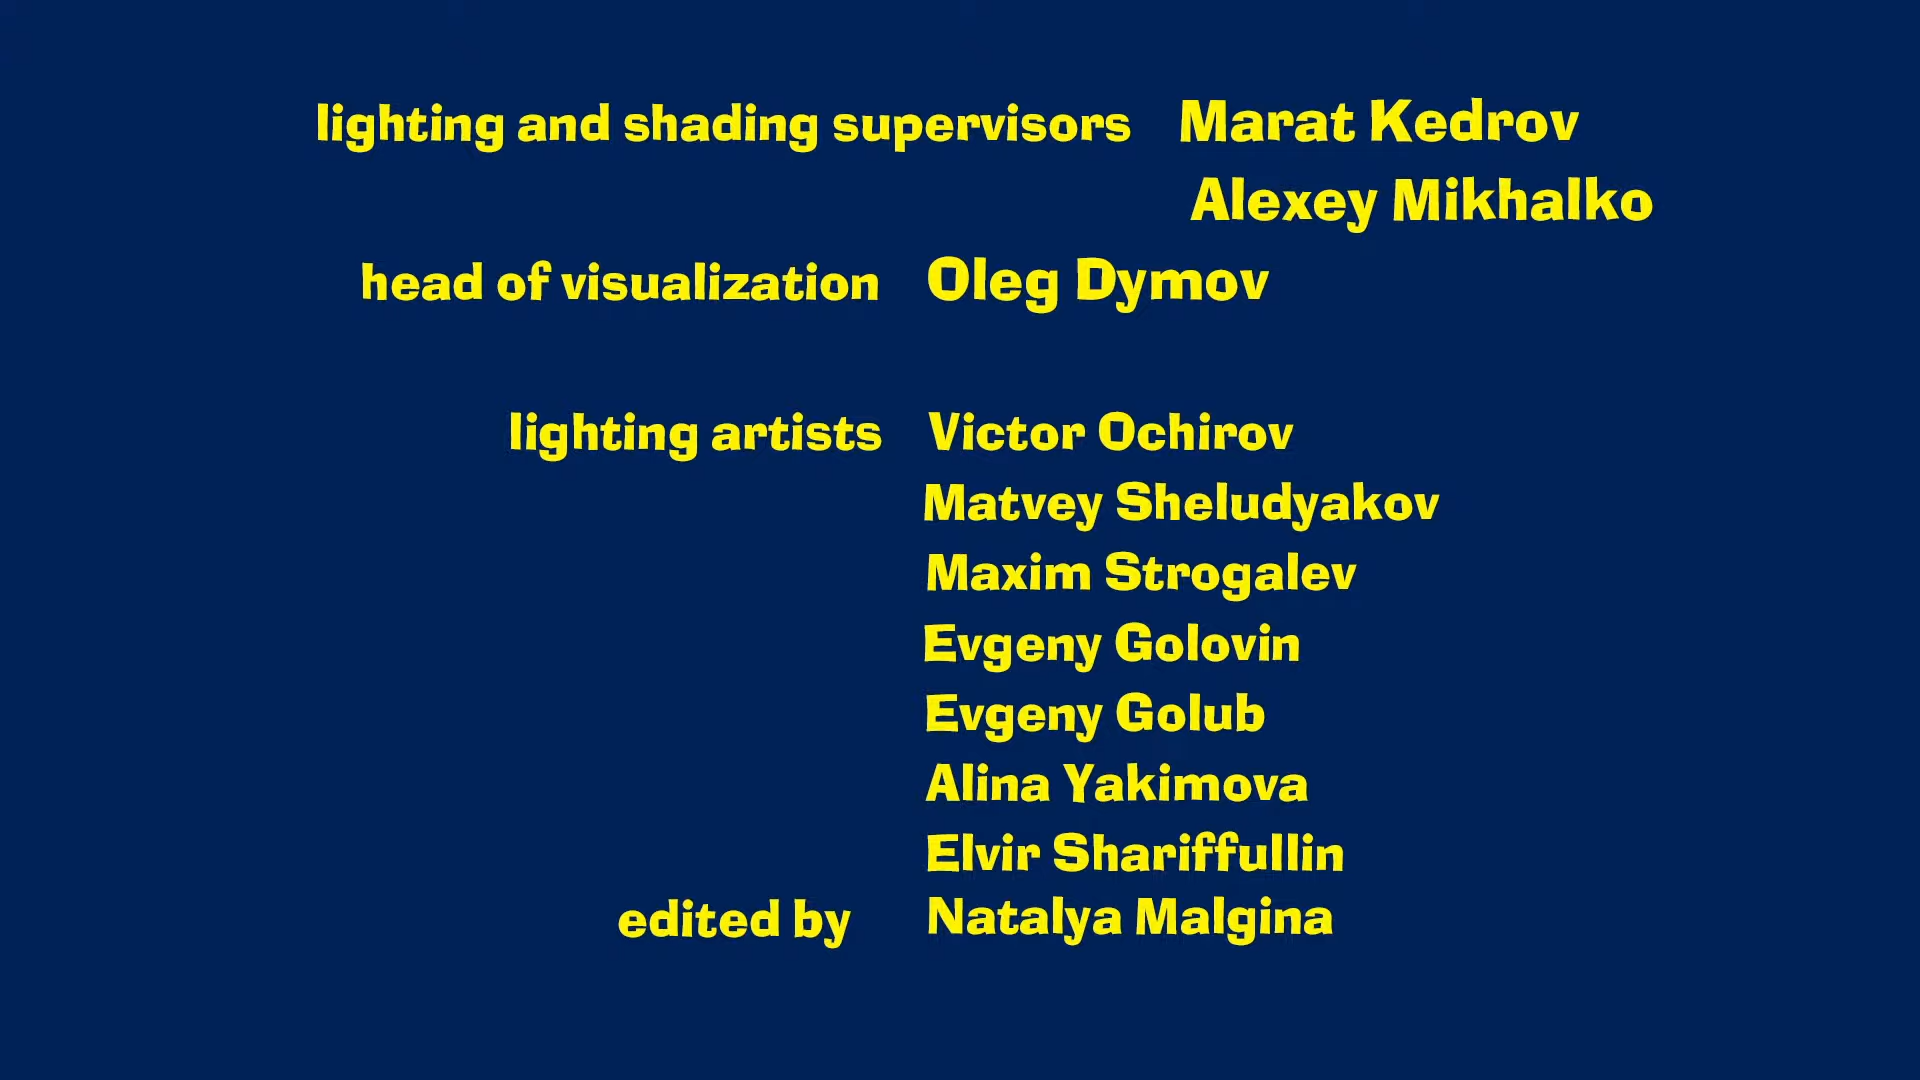 lighting and shading supervisors Marat Kedrov
Alexey Mikhalko
head of visualization Oleg Dymov
lighting artists Victor Ochirov
Matvey Sheludyakov
Maxim Strogalev
Evgeny Golovin
Evgeny Golub
Alina Yakimova
Elvir Shariffullin
edited by Natalya Malgina